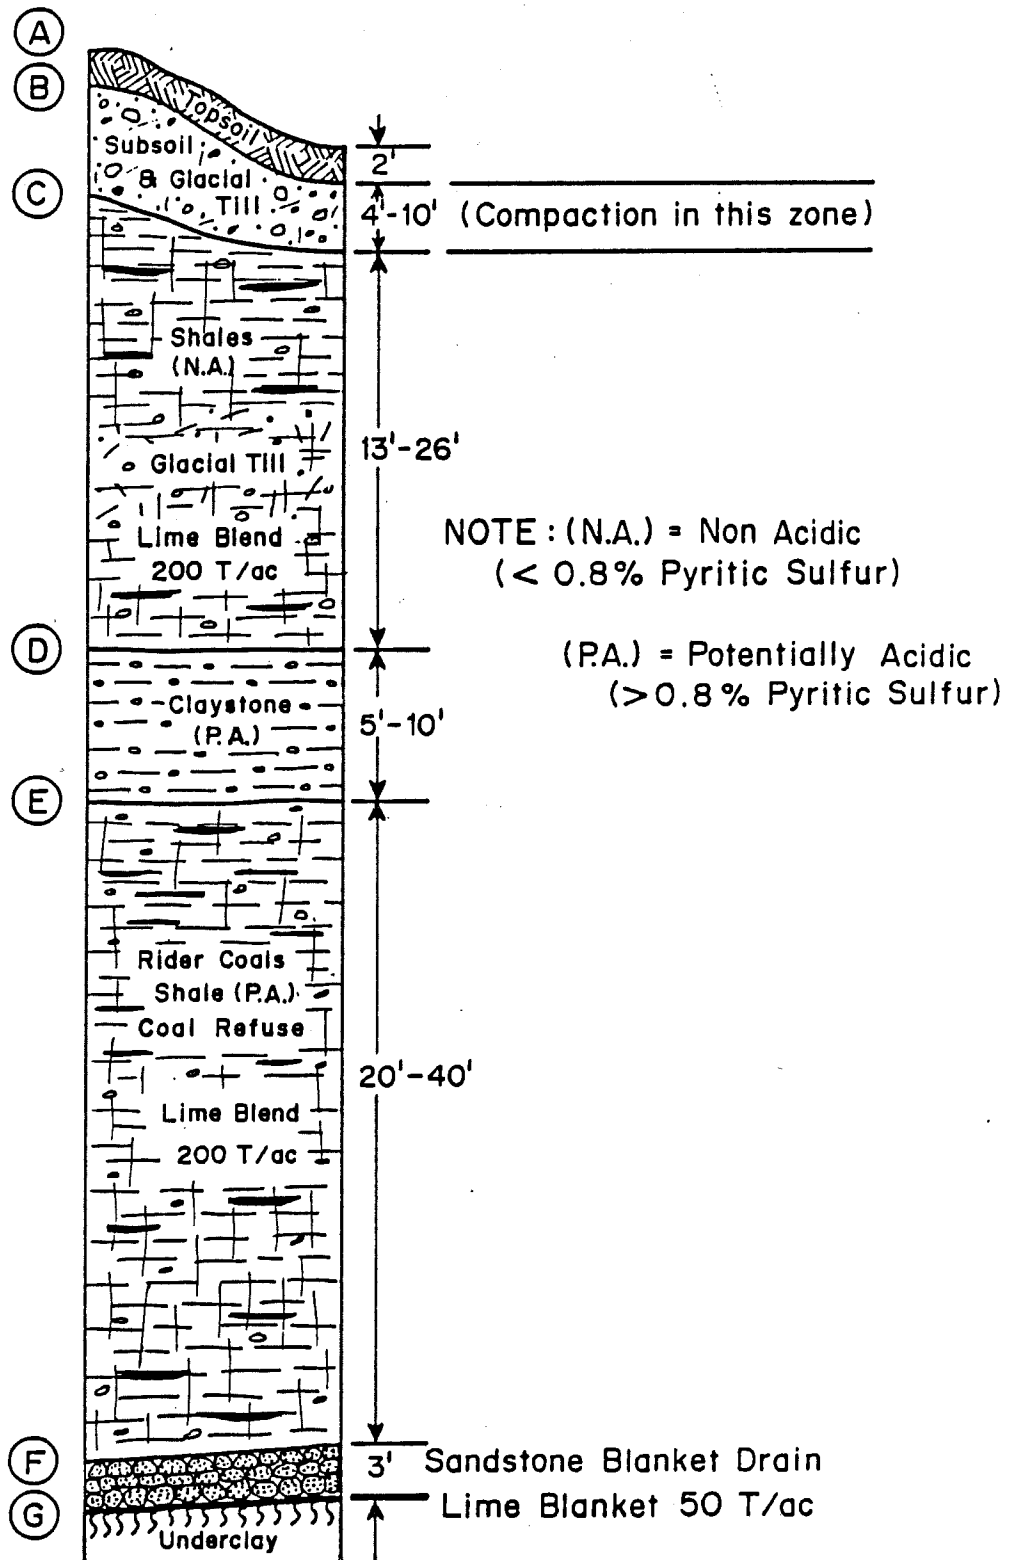 A
B
Topsoil
Subsoil
& Glacial
Till
2'
C
4'-10' (Compaction in this zone)
Shales
(N.A.)
13'-26'
Glacial Till
Lime Blend
200 T/ac
NOTE: (N.A.) = Non Acidic
(< 0.8% Pyritic Sulfur)
(P.A.) = Potentially Acidic
(>0.8% Pyritic Sulfur)
D
Claystone
(P.A.)
5'-10'
E
Rider Coals
Shale (P.A.)
Coal Refuse
20'-40'
Lime Blend
200 T/ac
F
3' Sandstone Blanket Drain
G
Lime Blanket 50 T/ac
Underclay